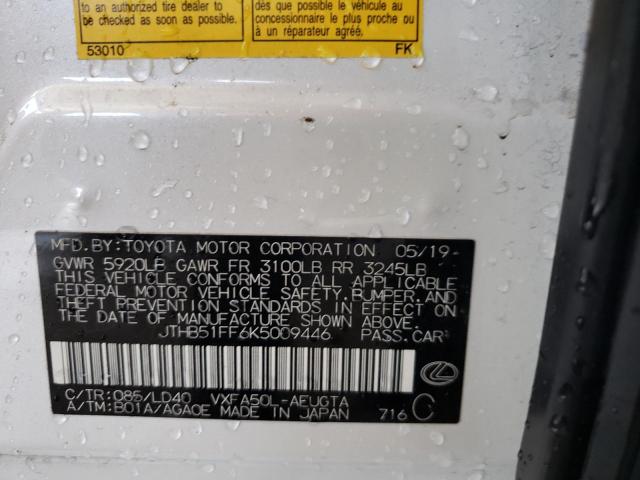 to an authorized tire dealer to
be checked as soon as possible.
53010
dès que possible le véhicule au
concessionnaire le plus proche ou
à un réparateur agréé.
FK
MFD.BY:TOYOTA MOTOR CORPORATION 05/19
GVWR 5920LB GAWR FR 3100LB RR 3245LB
THIS VEHICLE CONFORMS TO ALL APPLICABLE
FEDERAL MOTOR VEHICLE SAFETY, BUMPER, AND
THEFT PREVENTION STANDARDS IN EFFECT ON
THE DATE OF MANUFACTURE SHOWN ABOVE.
JTHB51FF6K5009446 PASS.CAR
C/TR:085/LD40 VXFA50L-AEUGTA
A/TM:B01A/AGA0E MADE IN JAPAN 716 C